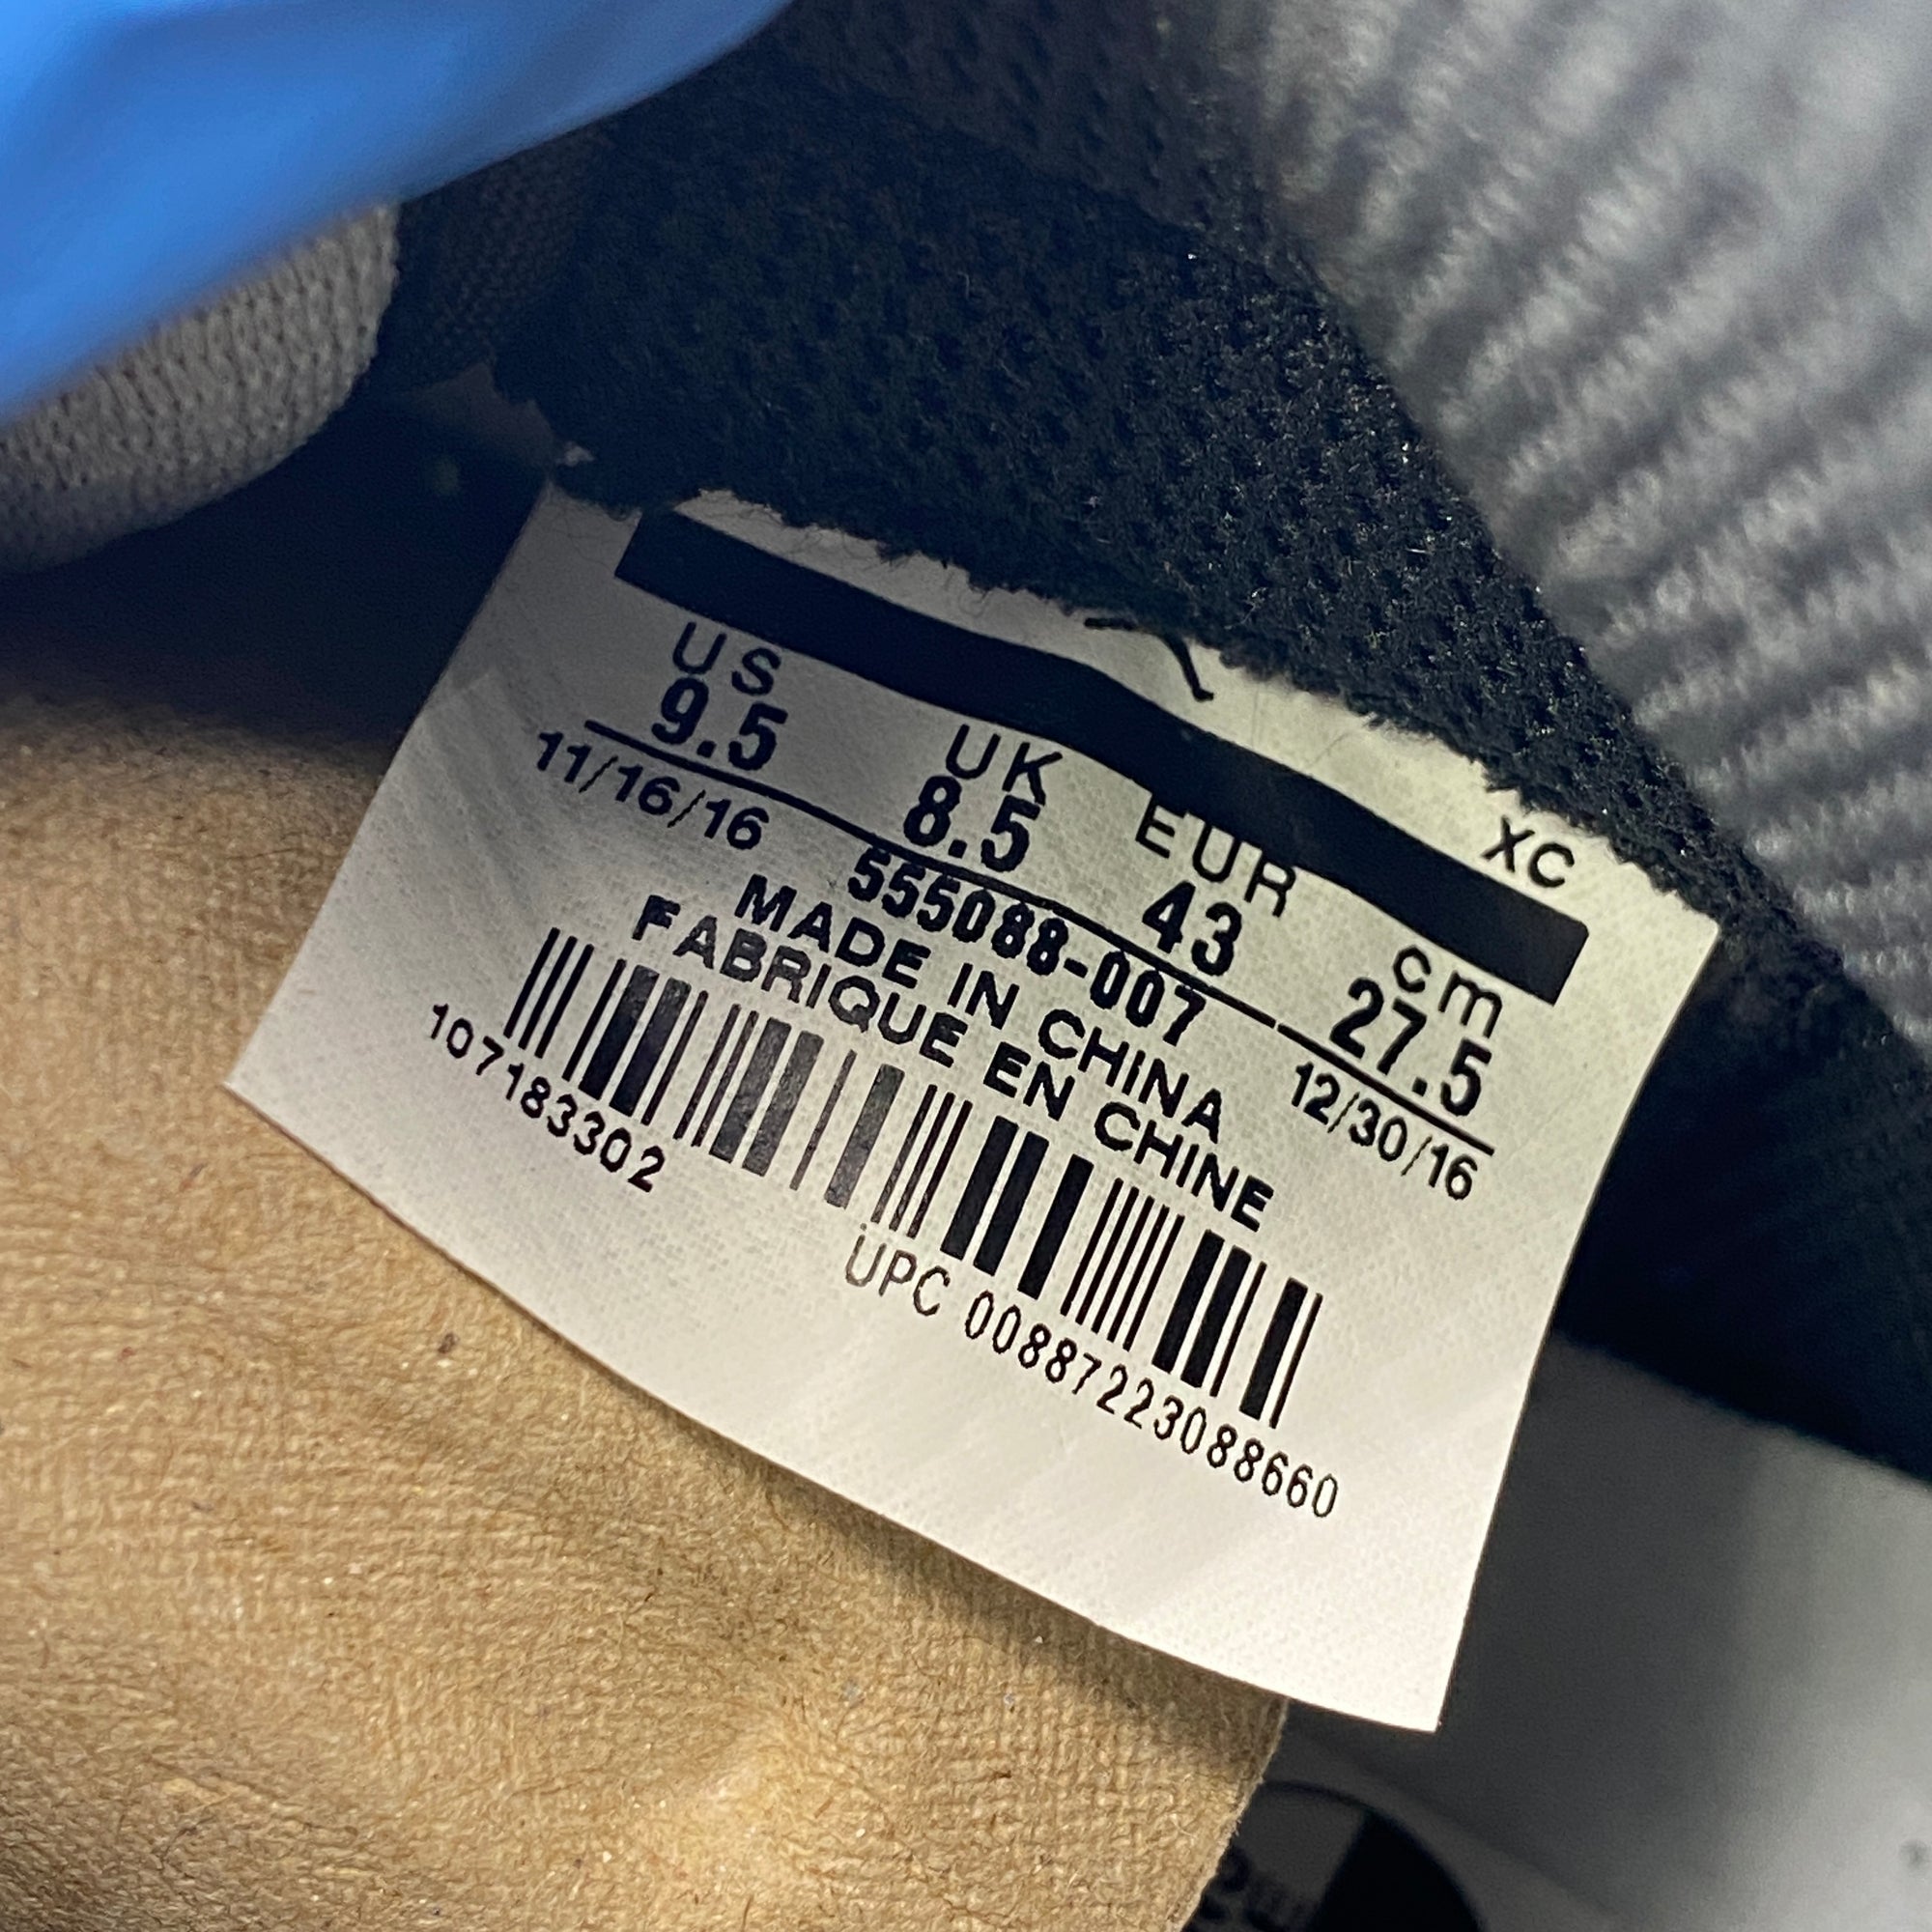 XC
US UK EUR cm
9.5 8.5 43 27.5
11/16/16 555088-007 12/30/16
MADE IN CHINA
FABRIQUE EN CHINE
1071833302
UPC 00887223088660